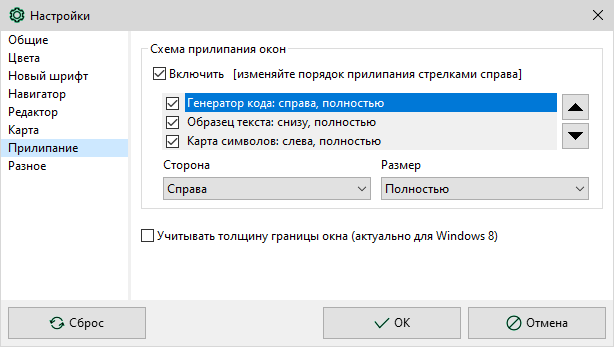 Настройки
Общие
Цвета
Новый шрифт
Навигатор
Редактор
Карта
Прилипание
Разное
Схема прилипания окон
Включить [изменяйте порядок прилипания стрелками справа]
Генератор кода: справа, полностью
Образец текста: снизу, полностью
Карта символов: слева, полностью
Сторона Размер
Справа Полностью
Учитывать толщину границы окна (актуально для Windows 8)
Сброс ОК Отмена